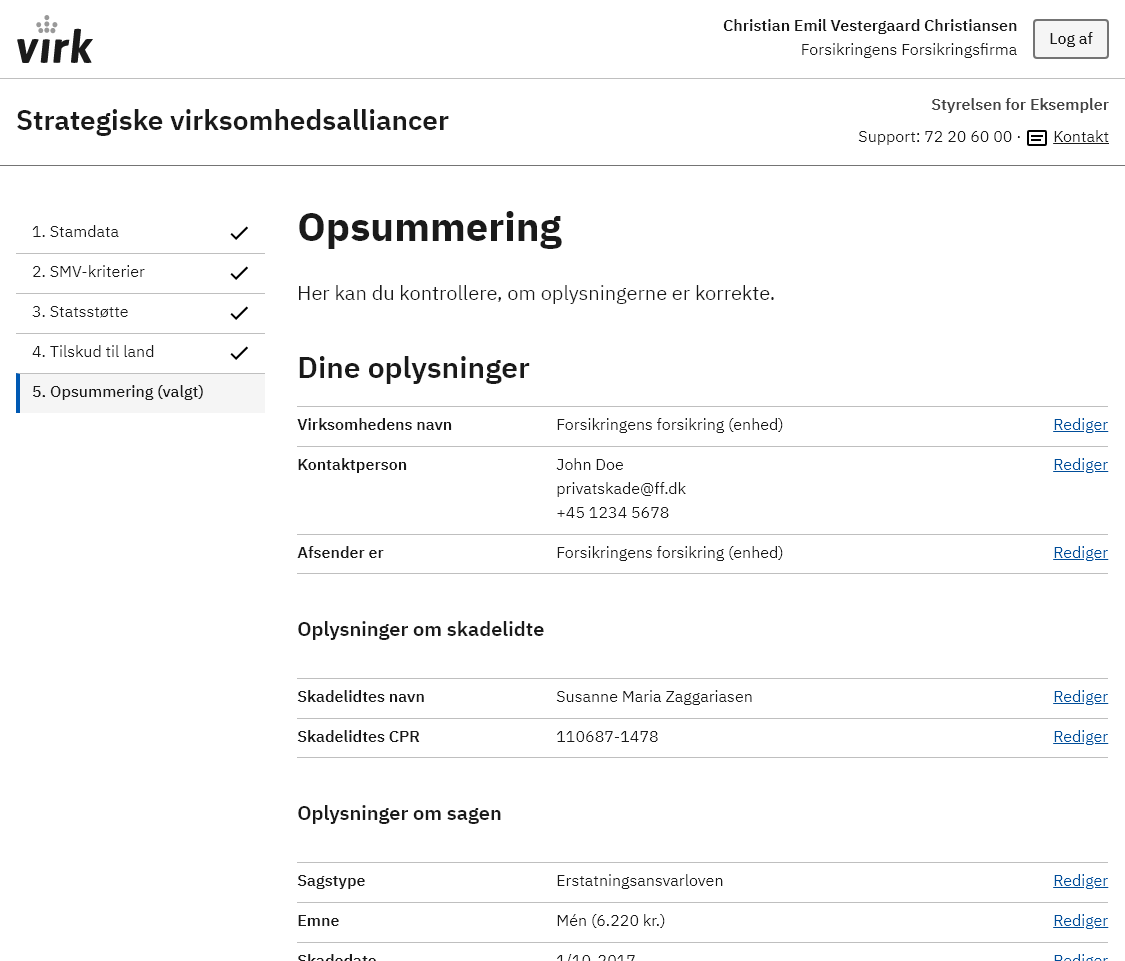 virk
Christian Emil Vestergaard Christiansen
Forsikringens Forsikringsfirma
Log af
Strategiske virksomhedsalliancer
Styrelsen for Eksempler
Support: 72 20 60 00 · Kontakt
1. Stamdata
2. SMV-kriterier
3. Statsstøtte
4. Tilskud til land
5. Opsummering (valgt)
Opsummering
Her kan du kontrollere, om oplysningerne er korrekte.
Dine oplysninger
Virksomhedens navn Forsikringens forsikring (enhed) Rediger
Kontaktperson John Doe Rediger
privatskade@ff.dk
+45 1234 5678
Afsender er Forsikringens forsikring (enhed) Rediger
Oplysninger om skadelidte
Skadelidtes navn Susanne Maria Zaggariasen Rediger
Skadelidtes CPR 110687-1478 Rediger
Oplysninger om sagen
Sagstype Erstatningsansvarloven Rediger
Emne Mén (6.220 kr.) Rediger
Skadedato 1/10-2017 Rediger